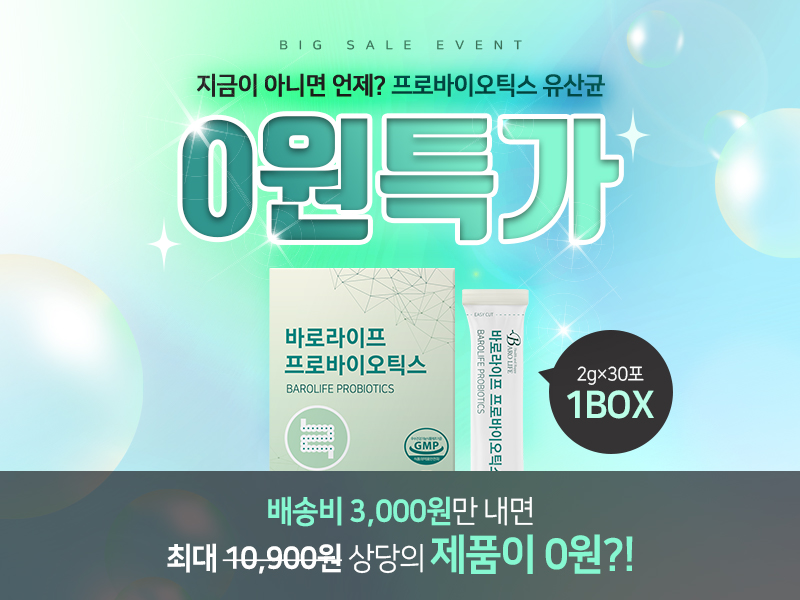 BIG SALE EVENT
지금이 아니면 언제? 프로바이오틱스 유산균
0원특가
바로라이프
프로바이오틱스
BAROLIFE PROBIOTICS
GMP
EASY CUT
BARO LIFE
바로라이프 프로바이오틱스
BAROLIFE PROBIOTICS
2g×30포
1BOX
배송비 3,000원만 내면
최대 10,900원 상당의 제품이 0원?!